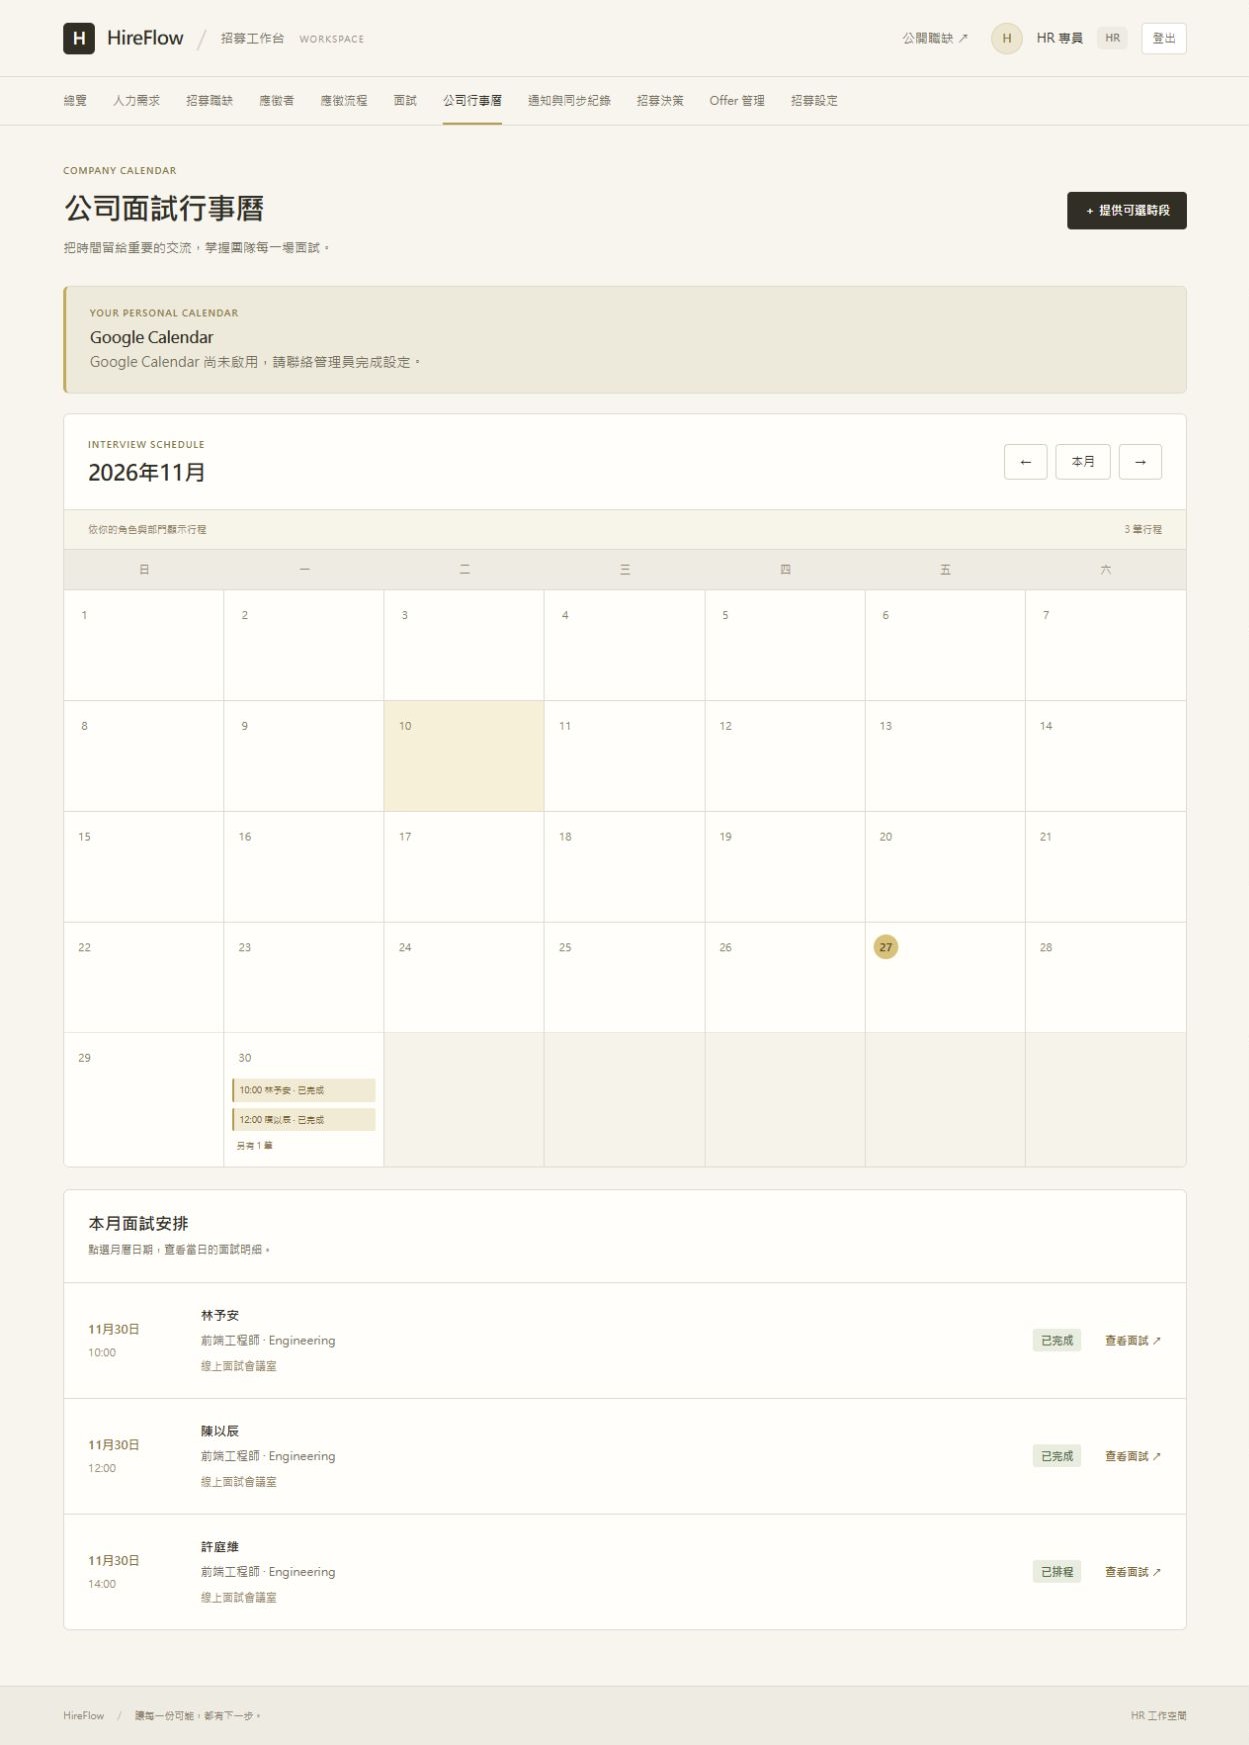 H HireFlow / 招募工作台 WORKSPACE 公開職缺 ↗ H HR 專員 HR 登出
總覽 人力需求 招募職缺 應徵者 應徵流程 面試 公司行事曆 通知與同步紀錄 招募決策 Offer 管理 招募設定
COMPANY CALENDAR
公司面試行事曆
+ 提供可選時段
把時間留給重要的交流，掌握團隊每一場面試。
YOUR PERSONAL CALENDAR
Google Calendar
Google Calendar 尚未啟用，請聯絡管理員完成設定。
INTERVIEW SCHEDULE
2026年11月
← 本月 →
依你的角色與部門顯示行程 3 筆行程
日 一 二 三 四 五 六
1 2 3 4 5 6 7
8 9 10 11 12 13 14
15 16 17 18 19 20 21
22 23 24 25 26 27 28
29 30
10:00 林予安 · 已完成
12:00 陳以辰 · 已完成
另有 1 筆
本月面試安排
點選月曆日期，查看當日的面試明細。
11月30日
10:00
林予安
前端工程師 · Engineering
線上面試會議室
已完成 查看面試 ↗
11月30日
12:00
陳以辰
前端工程師 · Engineering
線上面試會議室
已完成 查看面試 ↗
11月30日
14:00
許庭維
前端工程師 · Engineering
線上面試會議室
已排程 查看面試 ↗
HireFlow / 讓每一份可能，都有下一步。 HR 工作空間